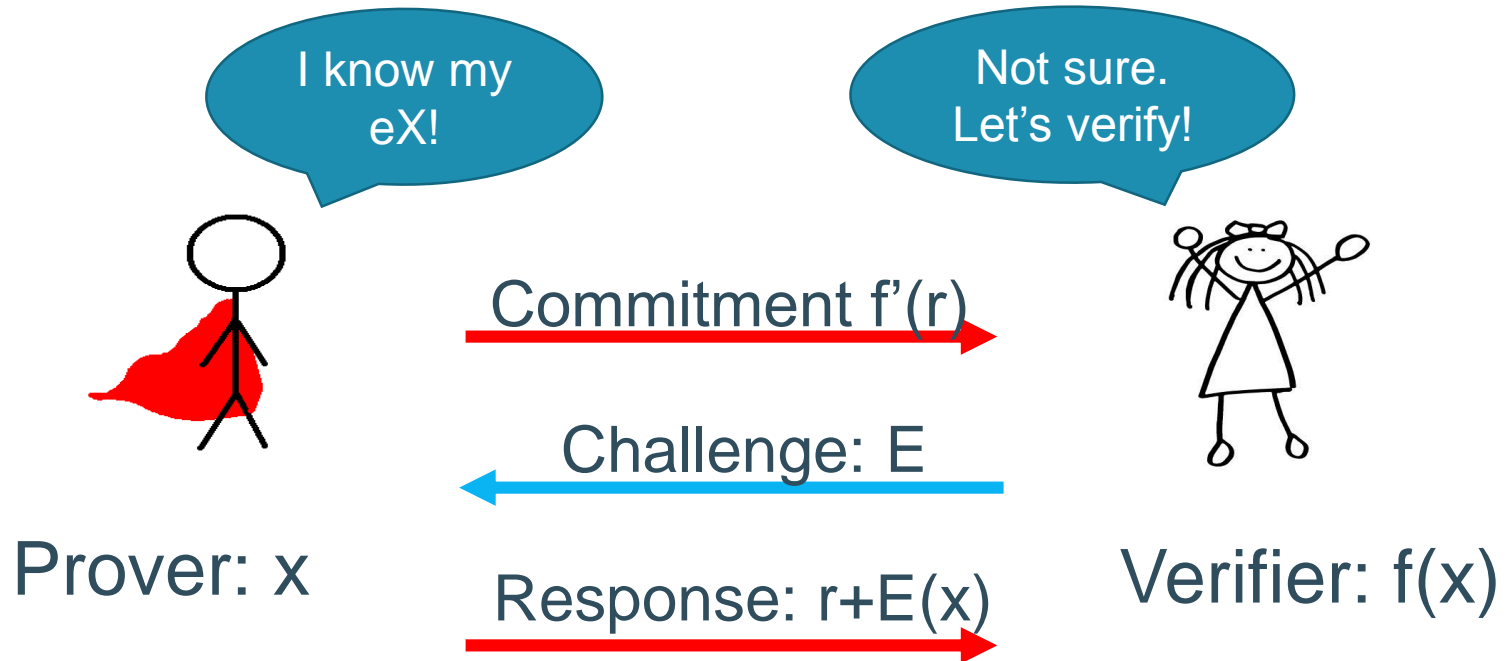 I know my
eX!
Not sure.
Let’s verify!
Commitment f’(r)
Challenge: E
Prover: x
Response: r+E(x)
Verifier: f(x)